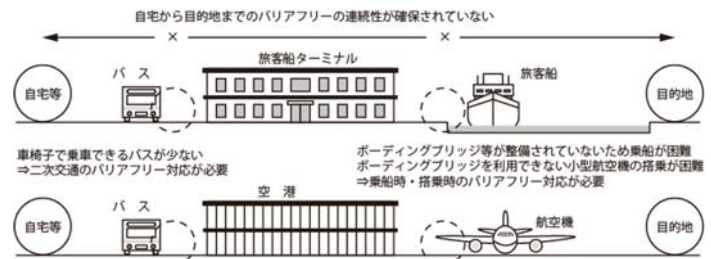 自宅から目的地までのバリアフリーの連続性が確保されていない
× ×
旅客船ターミナル
バス
旅客船
自宅等
目的地
車椅子で乗車できるバスが少ない
⇒二次交通のバリアフリー対応が必要
ボーディングブリッジ等が整備されていないため乗船が困難
ボーディングブリッジを利用できない小型航空機の搭乗が困難
⇒乗船時・搭乗時のバリアフリー対応が必要
空港
バス
航空機
自宅等
目的地